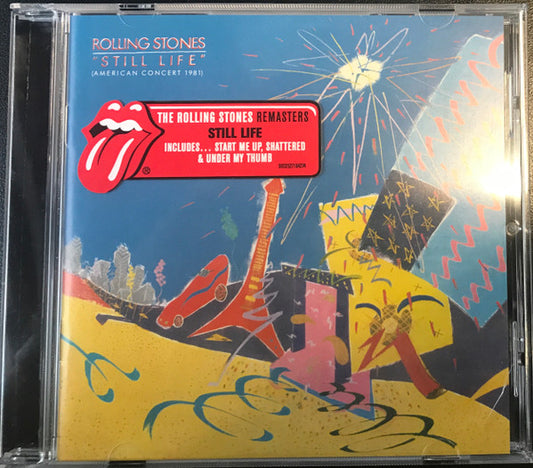 ROLLING STONES
"STILL LIFE"
(AMERICAN CONCERT 1981)
THE ROLLING STONES REMASTERS
STILL LIFE
INCLUDES... START ME UP, SHATTERED
& UNDER MY THUMB
®